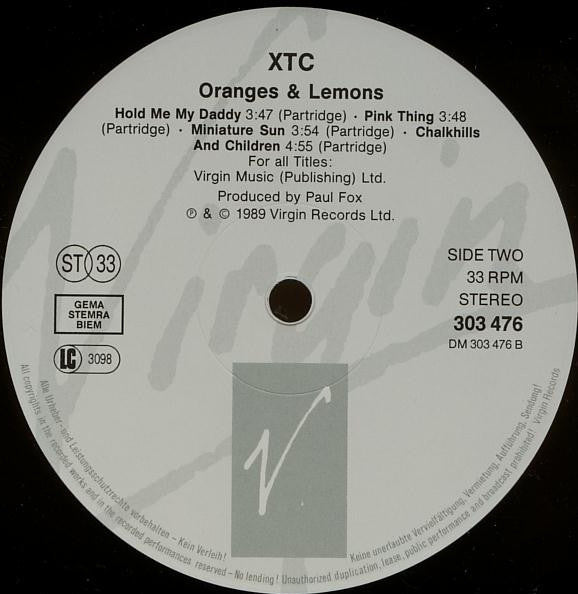 XTC
Oranges & Lemons
Hold Me My Daddy 3:47 (Partridge) · Pink Thing 3:48
(Partridge) · Miniature Sun 3:54 (Partridge) · Chalkhills
And Children 4:55 (Partridge)
For all Titles:
Virgin Music (Publishing) Ltd.
Produced by Paul Fox
℗ & © 1989 Virgin Records Ltd.
Virgin
ST 33
GEMA
STEMRA
BIEM
LC 3098
SIDE TWO
33 RPM
STEREO
303 476
DM 303 476 B
V
Alle Urheber- und Leistungsschutzrechte vorbehalten – Kein Verleih! Keine unerlaubte Vervielfältigung, Vermietung, Aufführung, Sendung!
All copyrights in the recorded works and in the recorded performances reserved – No lending! Unauthorized duplication, lease, public performance and broadcast prohibited! Virgin Records